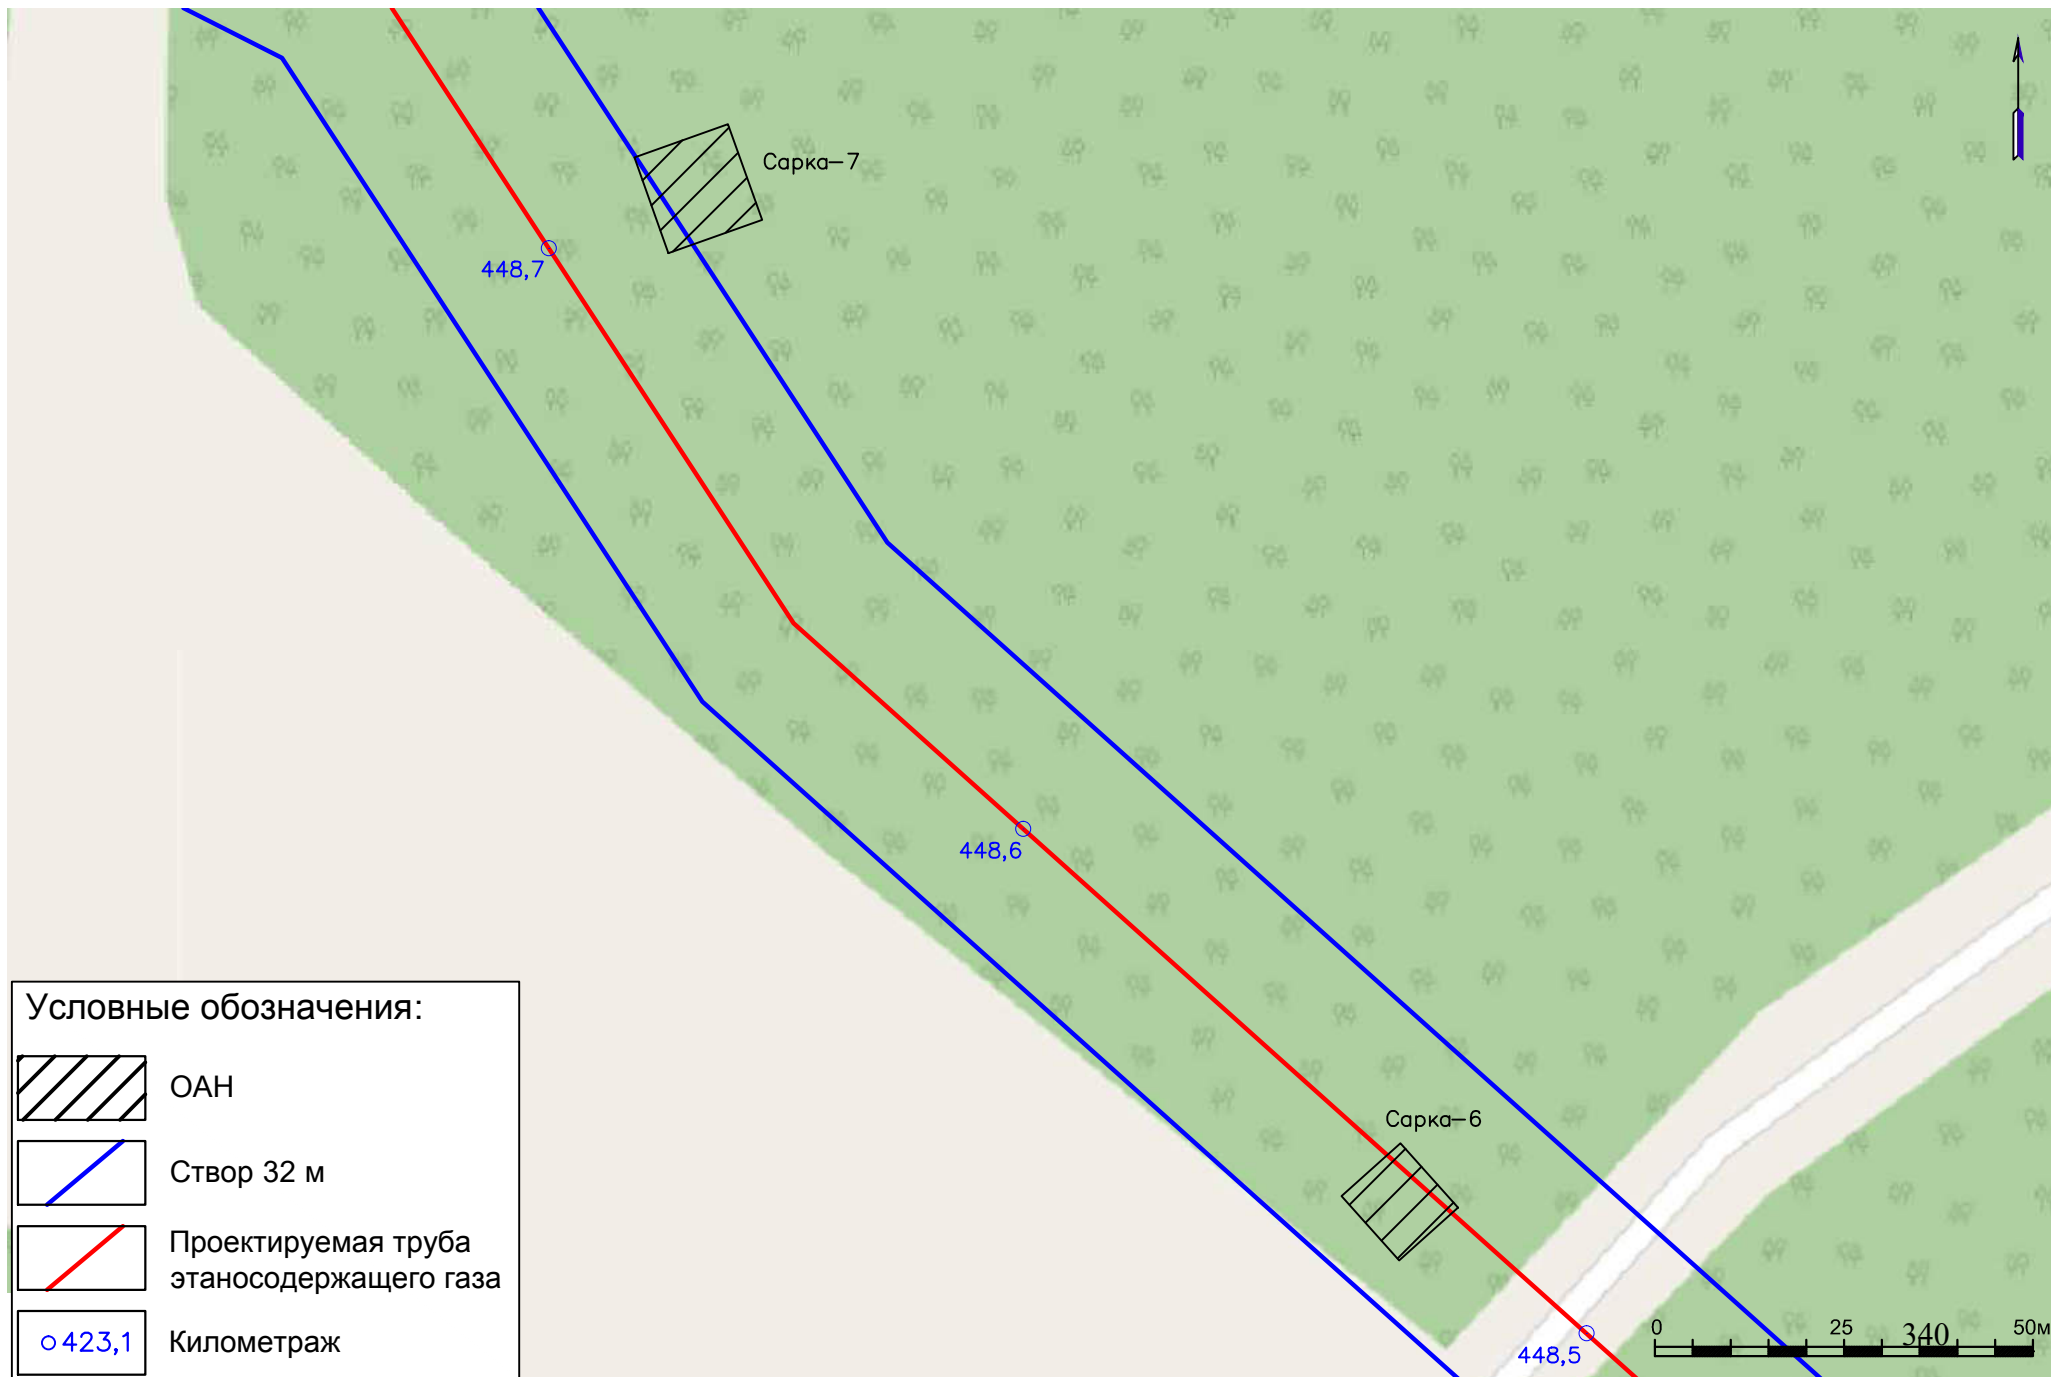 Сарка-7
448,7
448,6
Сарка-6
448,5
0 25 50м
340
Условные обозначения:
ОАН
Створ 32 м
Проектируемая труба
этаносодержащего газа
423,1 Километраж